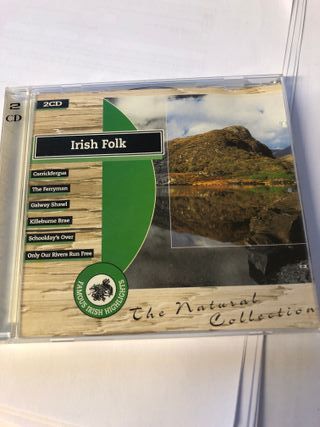 2CD
2
CD
Irish Folk
Carrickfergus
The Ferryman
Galway Shawl
Killeburne Brae
Schoolday's Over
Only Our Rivers Run Free
FAMOUS IRISH HIGHLIGHTS
The Natural
Collection